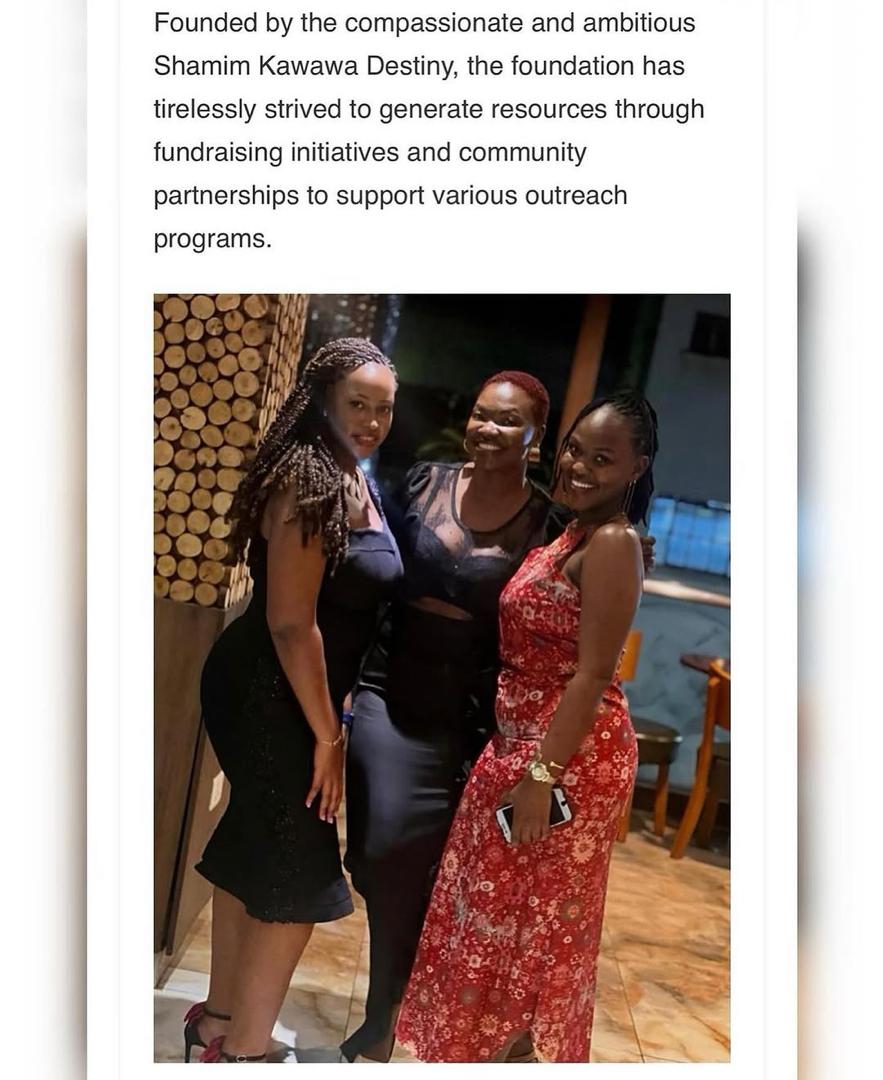 Founded by the compassionate and ambitious
Shamim Kawawa Destiny, the foundation has
tirelessly strived to generate resources through
fundraising initiatives and community
partnerships to support various outreach
programs.